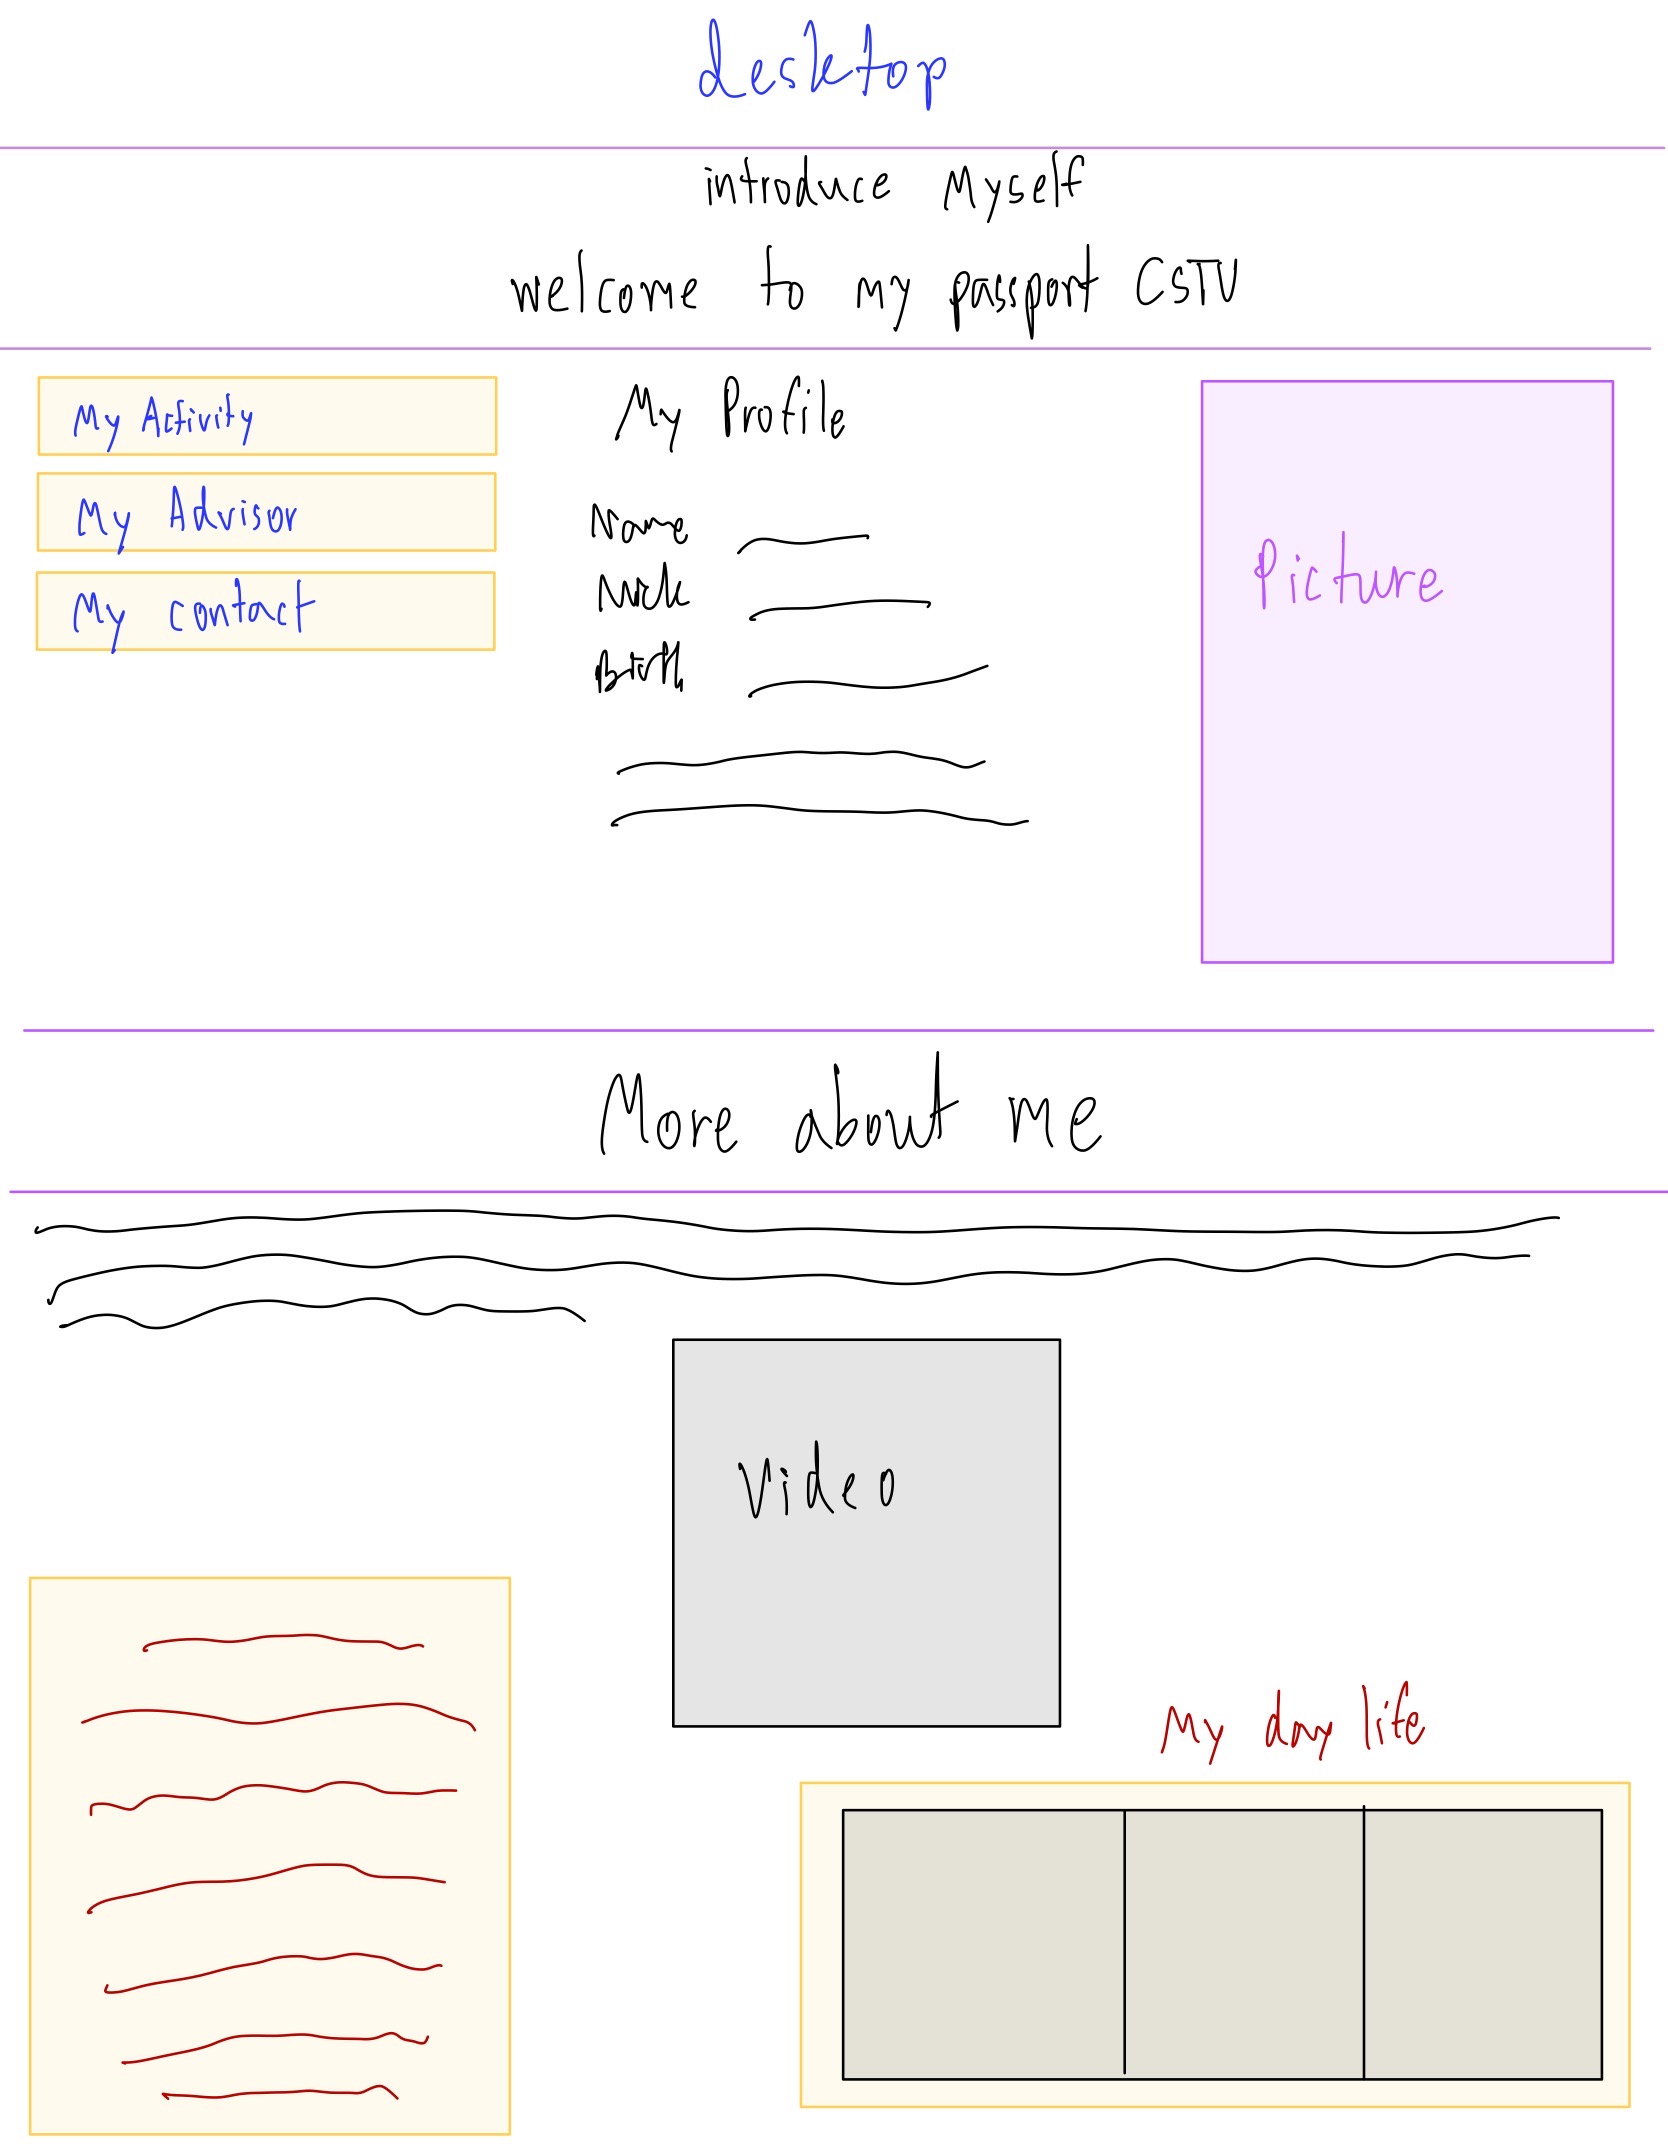 desktop
introduce Myself
welcome to my passport CSTU
My Activity
My Advisor
My contact
My Profile
Name
Nick
Birth
Picture
More about me
Video
My day life